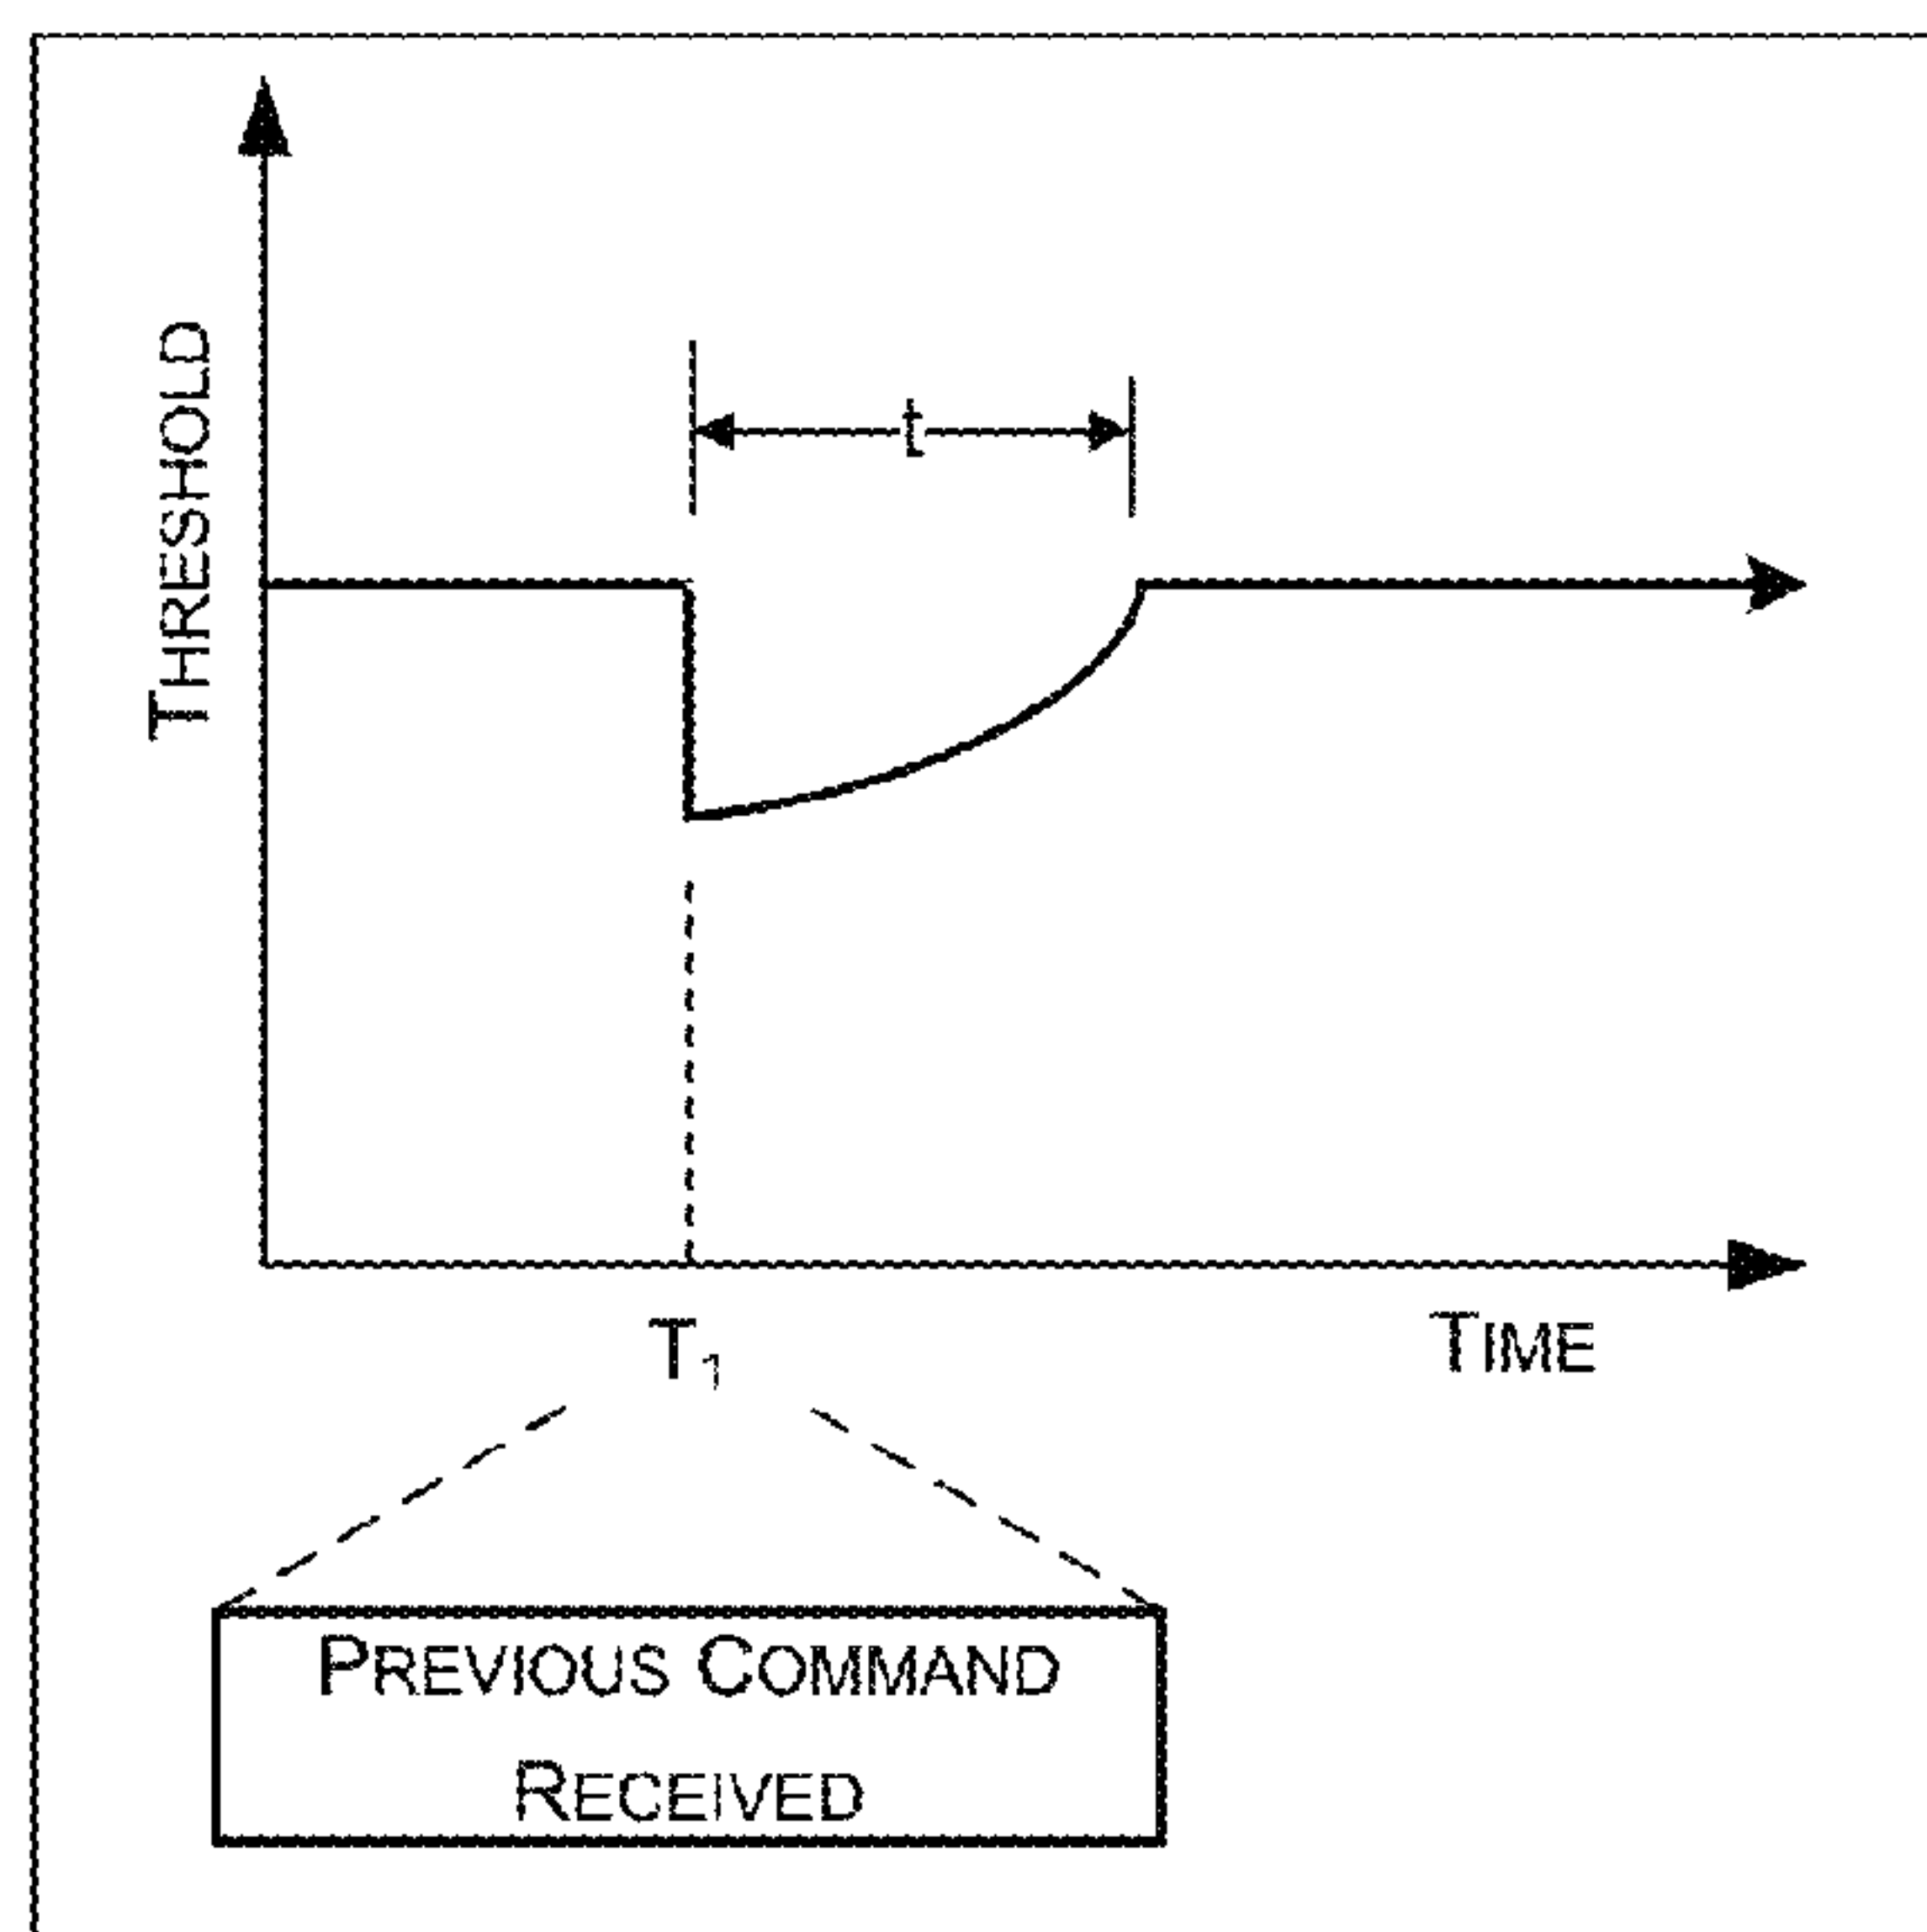 THRESHOLD
t
T1
TIME
PREVIOUS COMMAND
RECEIVED